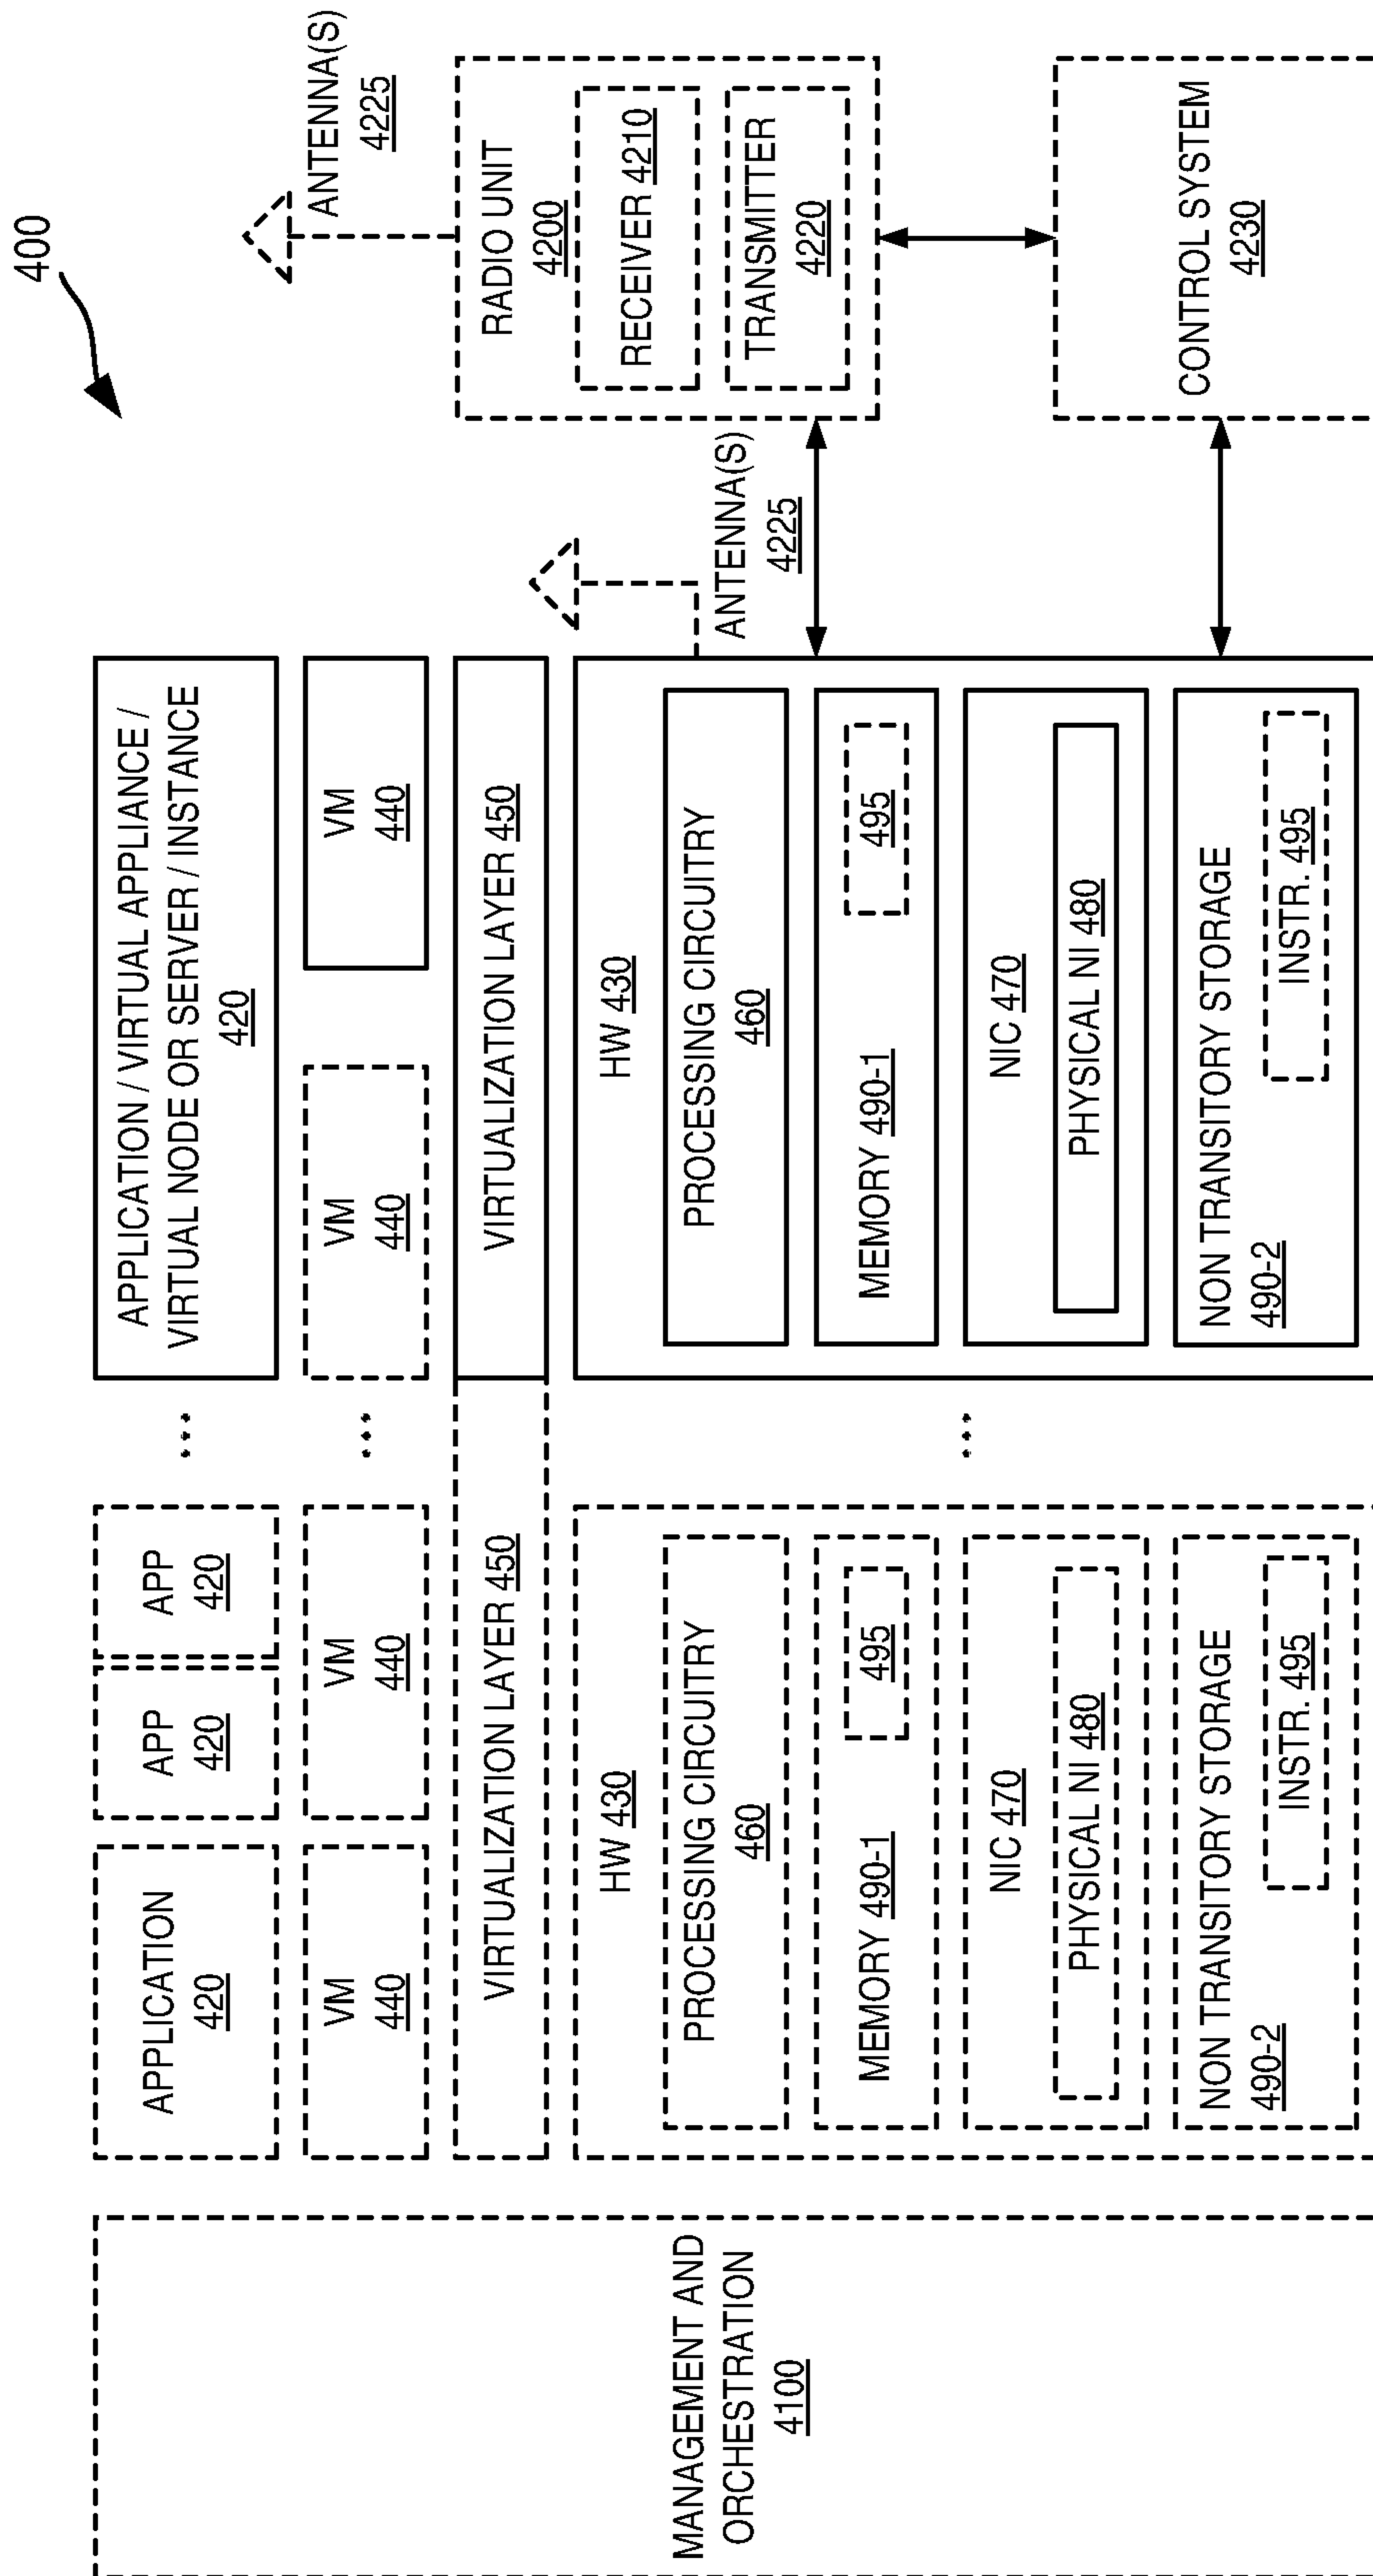 400
MANAGEMENT AND
ORCHESTRATION
4100
APPLICATION
420
APP
420
APP
420
...
APPLICATION / VIRTUAL APPLIANCE /
VIRTUAL NODE OR SERVER / INSTANCE
420
VM
440
VM
440
...
VM
440
VM
440
VIRTUALIZATION LAYER 450
VIRTUALIZATION LAYER 450
HW 430
PROCESSING CIRCUITRY
460
MEMORY 490-1
495
NIC 470
PHYSICAL NI 480
NON TRANSITORY STORAGE
490-2
INSTR. 495
...
HW 430
PROCESSING CIRCUITRY
460
MEMORY 490-1
495
NIC 470
PHYSICAL NI 480
NON TRANSITORY STORAGE
490-2
INSTR. 495
ANTENNA(S)
4225
ANTENNA(S)
4225
RADIO UNIT
4200
RECEIVER 4210
TRANSMITTER
4220
CONTROL SYSTEM
4230